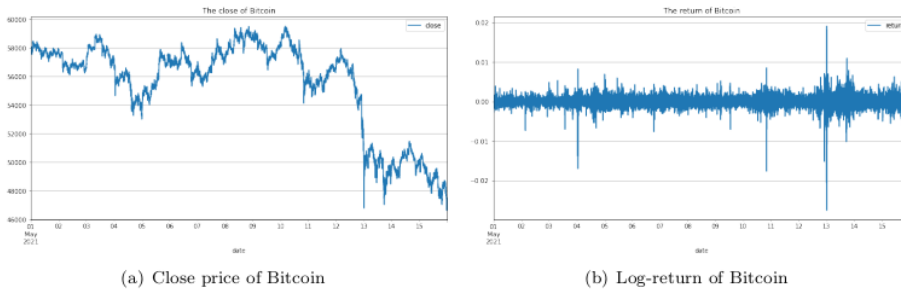 The close of Bitcoin
close
60000
59000
58000
57000
56000
54000
52000
50000
48000
46000
01 02 03 04 05 06 07 08 09 10 11 12 13 14 15
May
2021
date
(a) Close price of Bitcoin
The return of Bitcoin
return
0.02
0.01
0.00
−0.01
−0.02
01 02 03 04 05 06 07 08 09 10 11 12 13 14 15
May
2021
date
(b) Log-return of Bitcoin